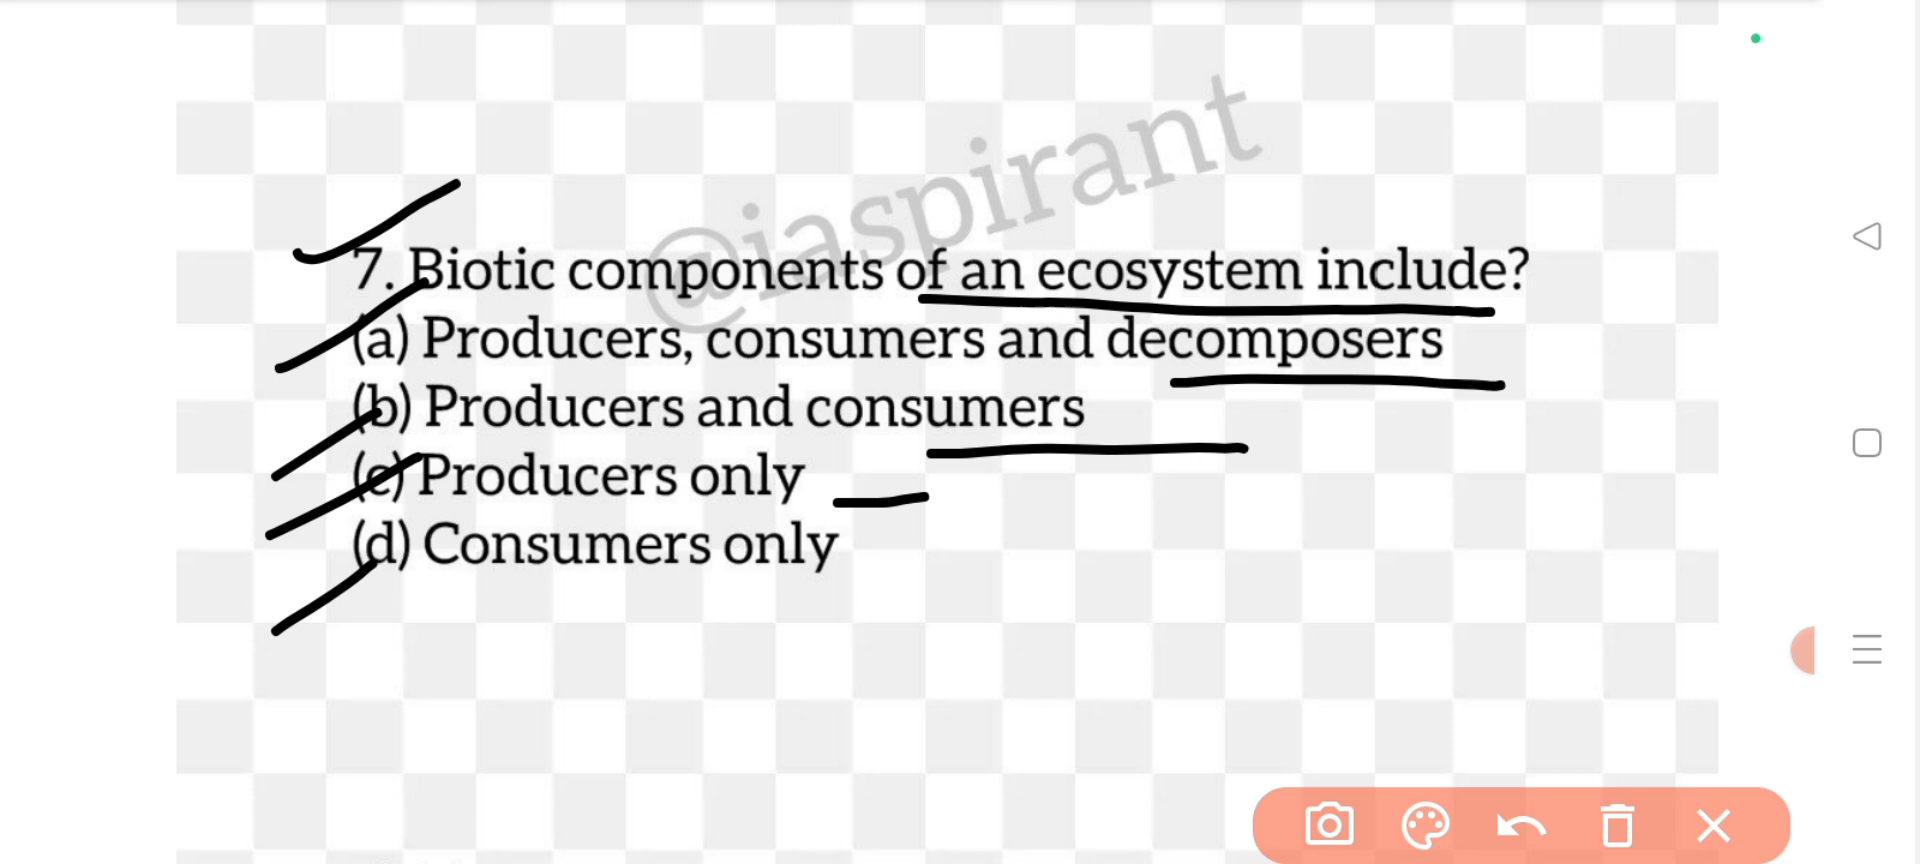 @iaspirant
7. Biotic components of an ecosystem include?
(a) Producers, consumers and decomposers
(b) Producers and consumers
(c) Producers only
(d) Consumers only